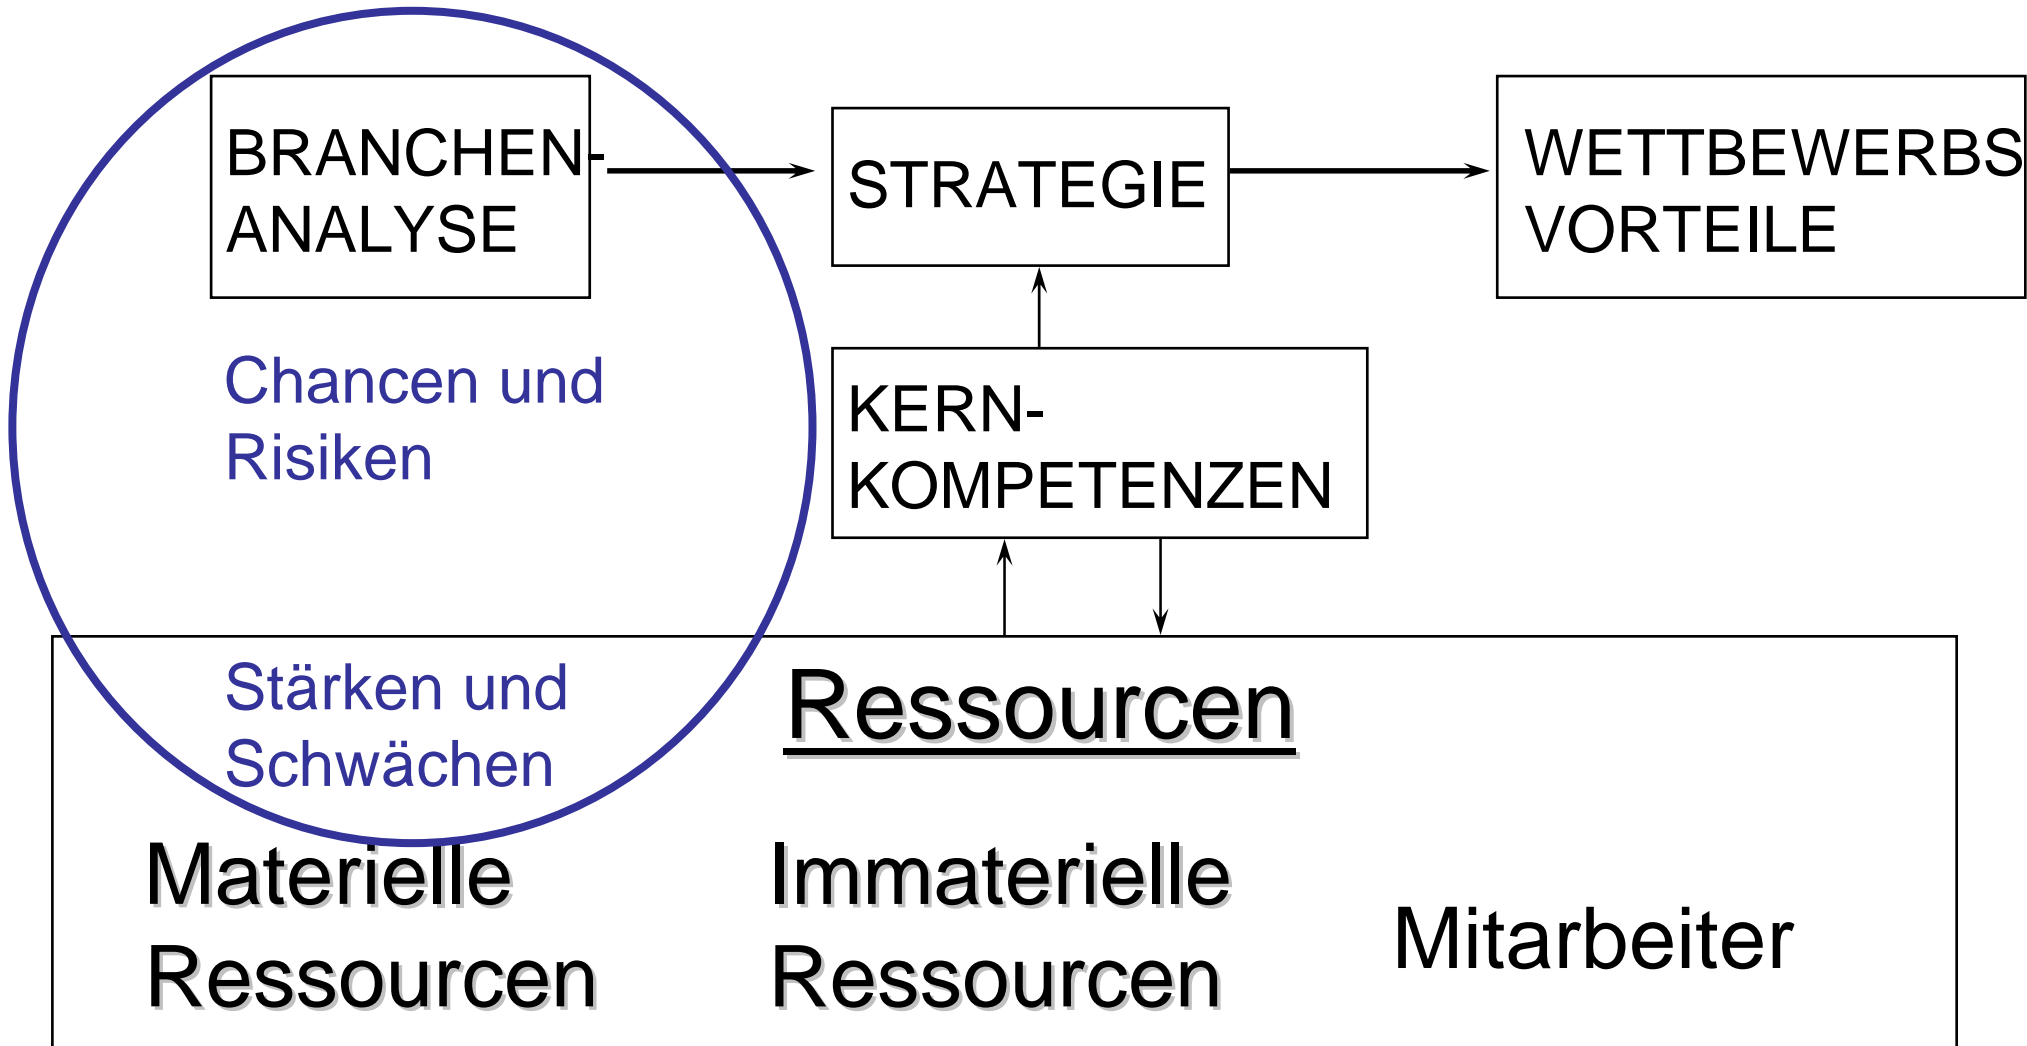 BRANCHEN-
ANALYSE
STRATEGIE
WETTBEWERBS
VORTEILE
Chancen und
Risiken
KERN-
KOMPETENZEN
Stärken und
Schwächen
Ressourcen
Materielle
Ressourcen
Immaterielle
Ressourcen
Mitarbeiter